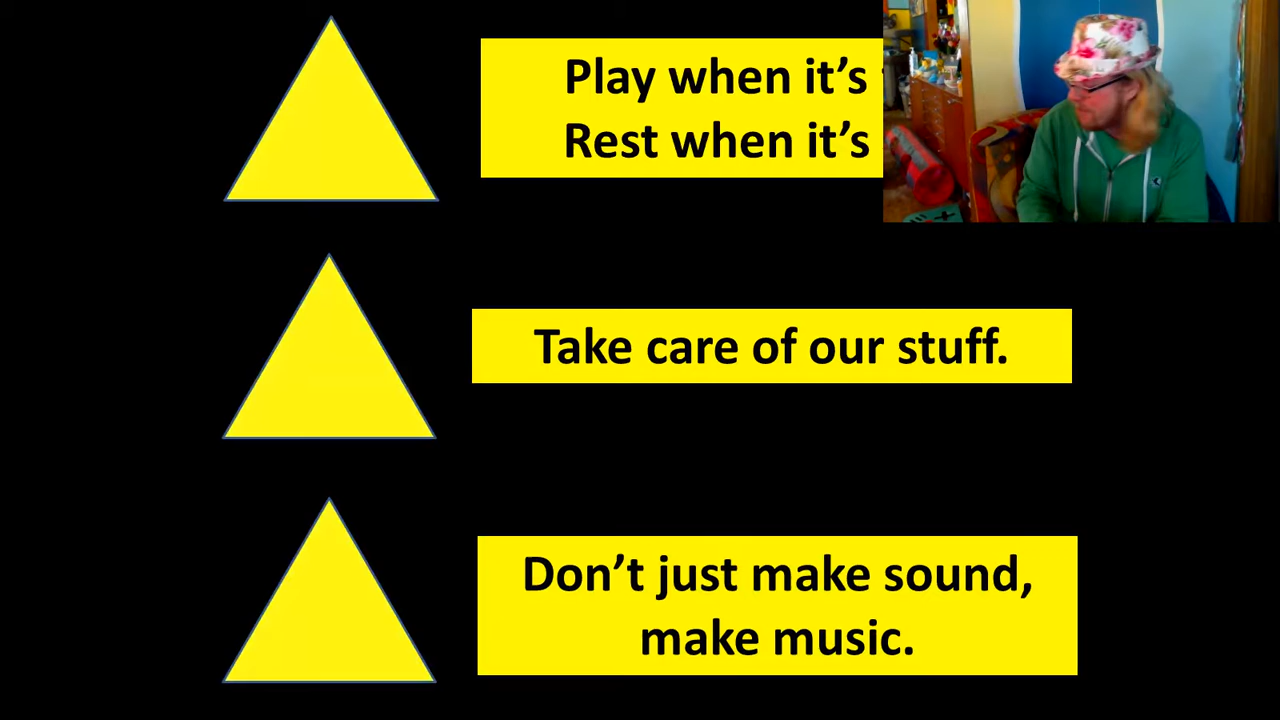 Play when it’s
Rest when it’s
Take care of our stuff.
Don’t just make sound,
make music.